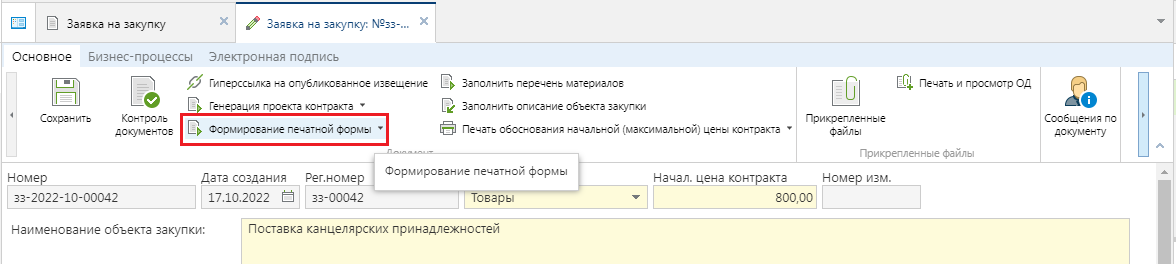 Заявка на закупку
Заявка на закупку: №зз-...
Основное Бизнес-процессы Электронная подпись
Сохранить
Контроль документов
Гиперссылка на опубликованное извещение
Генерация проекта контракта
Формирование печатной формы
Заполнить перечень материалов
Заполнить описание объекта закупки
Печать обоснования начальной (максимальной) цены контракта
Документ
Прикрепленные файлы
Печать и просмотр ОД
Прикрепленные файлы
Сообщения по документу
Формирование печатной формы
Номер Дата создания Рег.номер Начал. цена контракта Номер изм.
зз-2022-10-00042 17.10.2022 зз-00042 Товары 800,00
Наименование объекта закупки: Поставка канцелярских принадлежностей